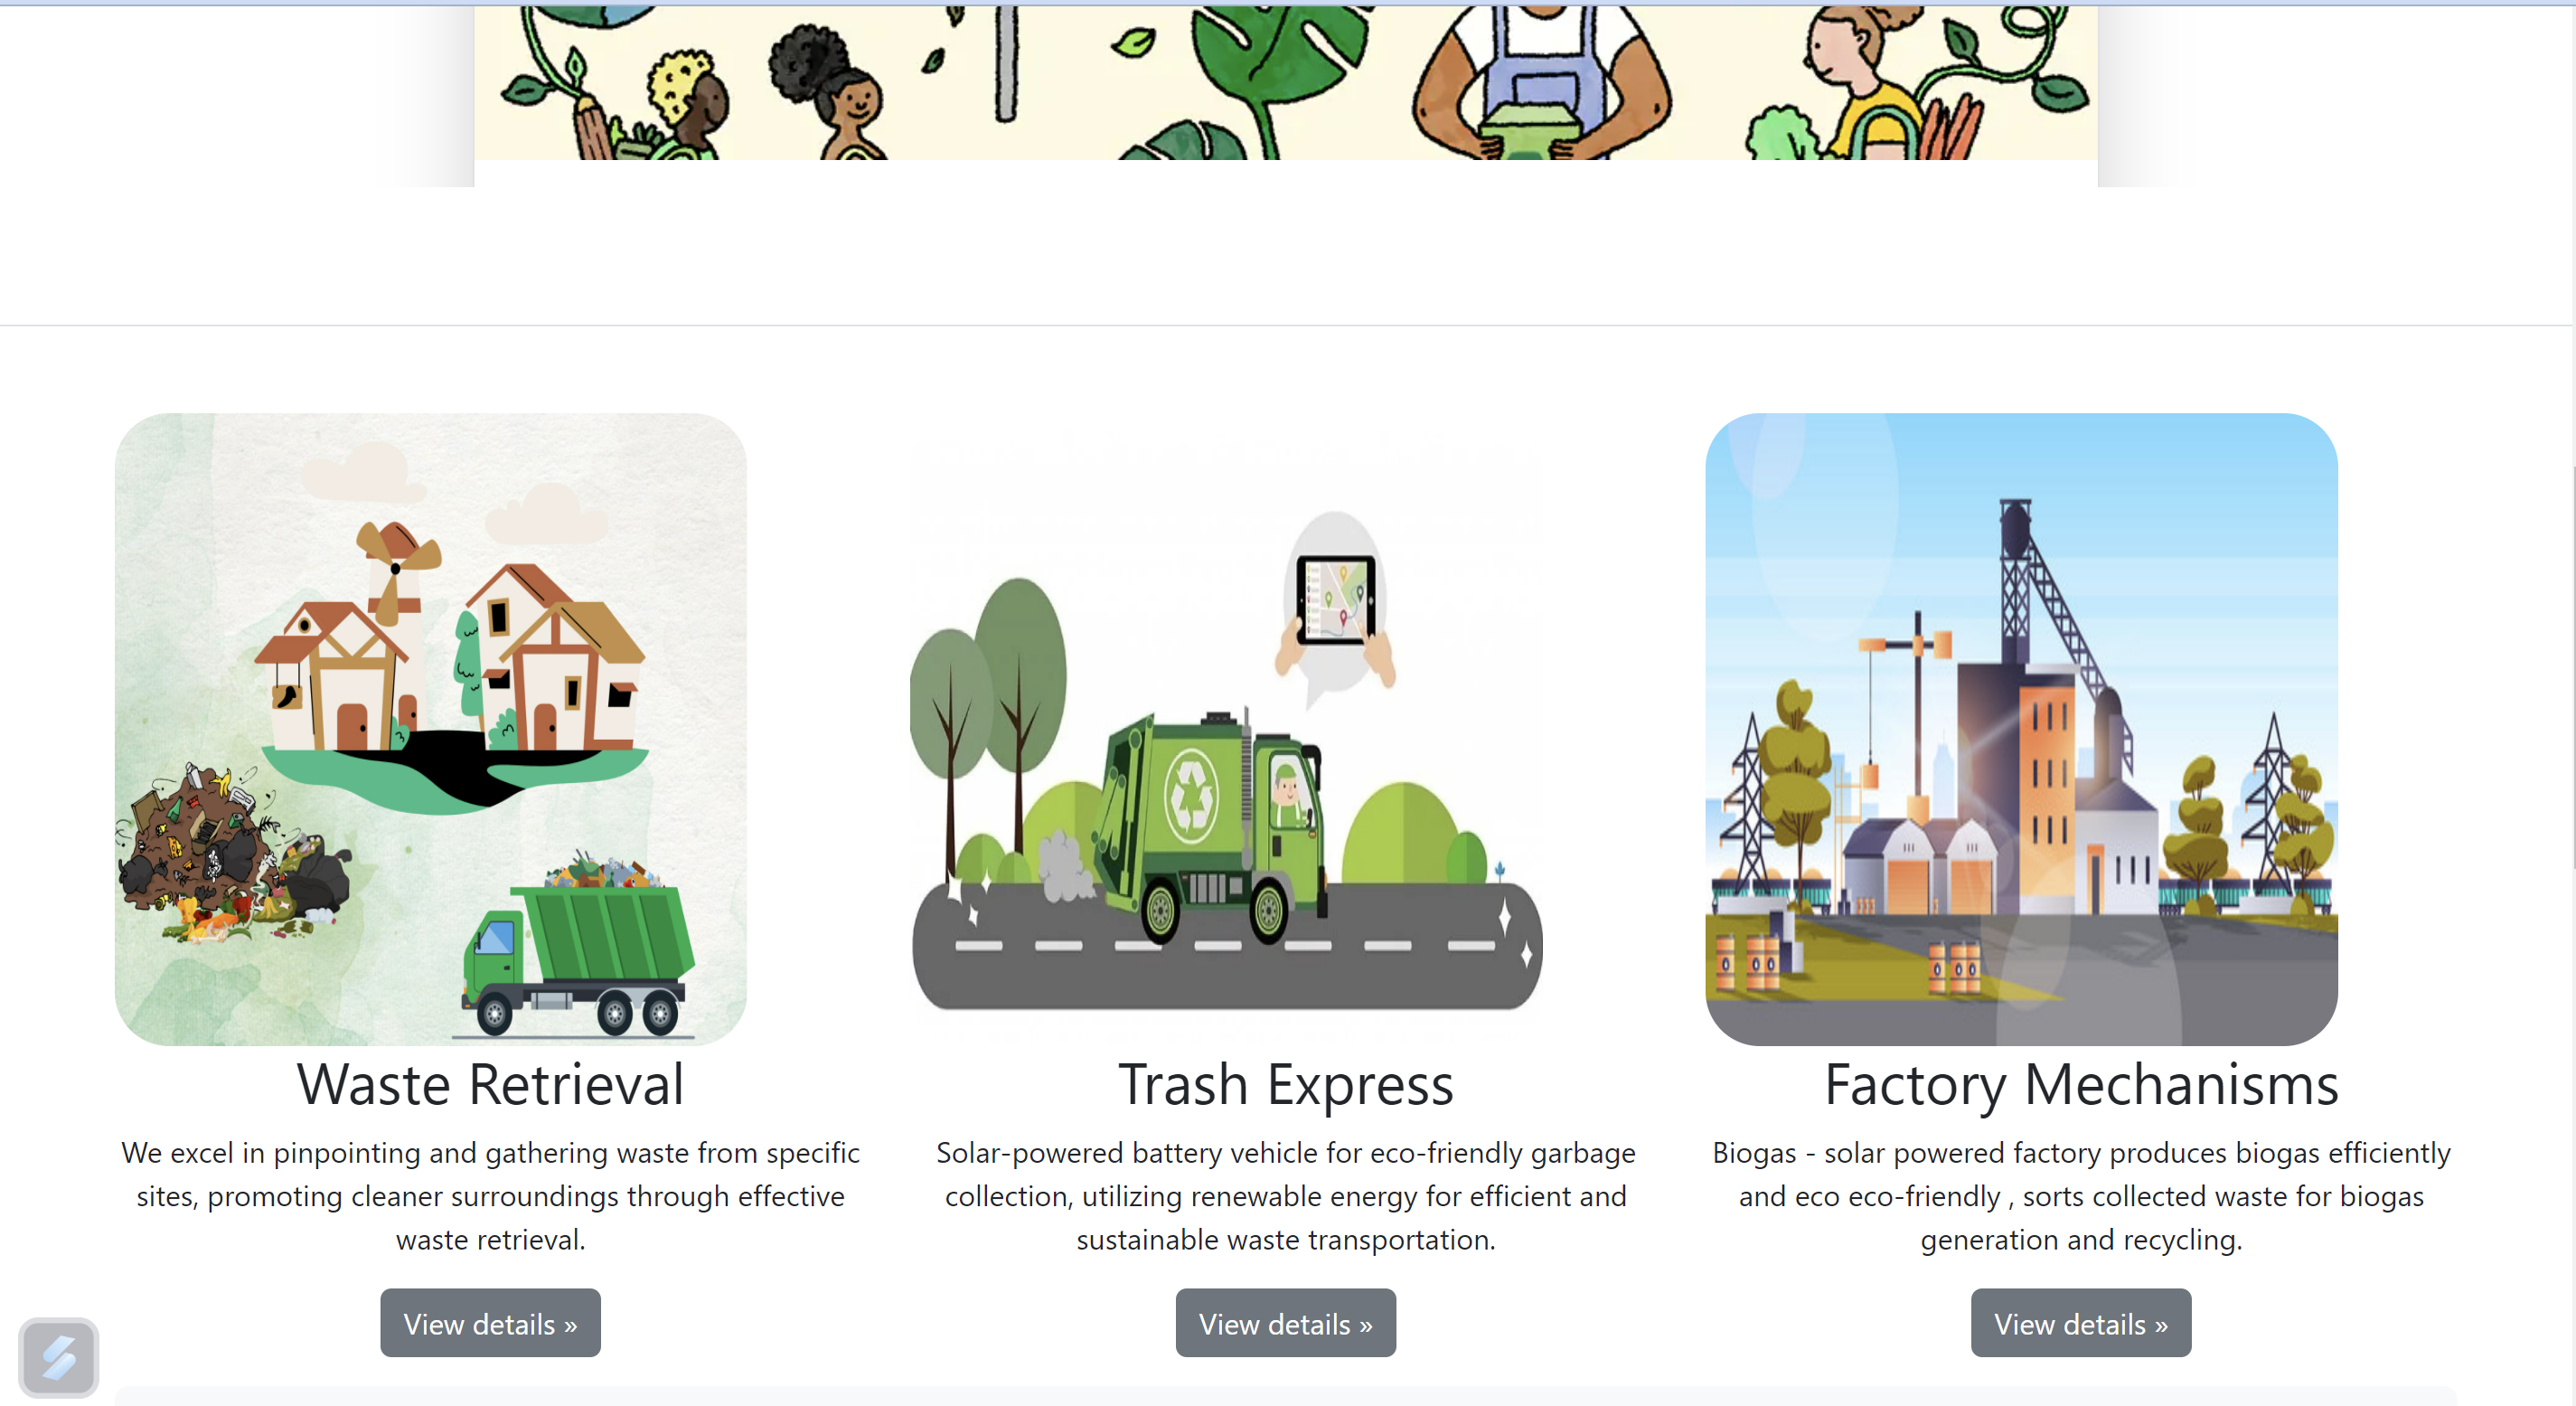 Waste Retrieval
We excel in pinpointing and gathering waste from specific
sites, promoting cleaner surroundings through effective
waste retrieval.
View details »
Trash Express
Solar-powered battery vehicle for eco-friendly garbage
collection, utilizing renewable energy for efficient and
sustainable waste transportation.
View details »
Factory Mechanisms
Biogas - solar powered factory produces biogas efficiently
and eco eco-friendly , sorts collected waste for biogas
generation and recycling.
View details »